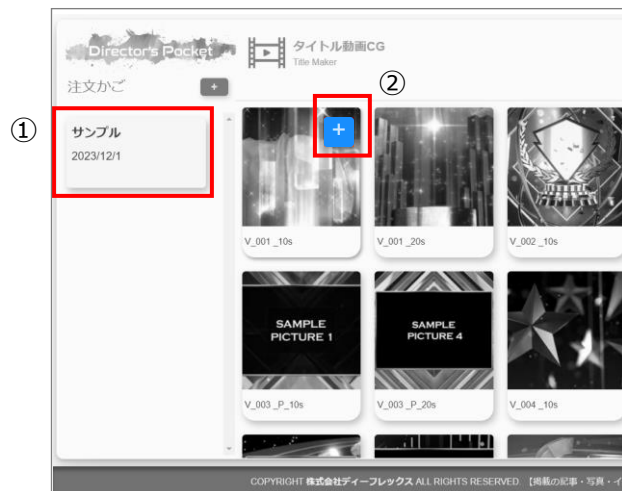 Director's Pocket
タイトル動画CG
Title Maker
②
注文かご
+
①
サンプル
2023/12/1
+
V_001 _10s
V_001 _20s
V_002 _10s
SAMPLE
PICTURE 1
SAMPLE
PICTURE 4
V_003 _P_10s
V_003 _P_20s
V_004 _10s
COPYRIGHT 株式会社ディーフレックス ALL RIGHTS RESERVED. 【掲載の記事・写真・イ